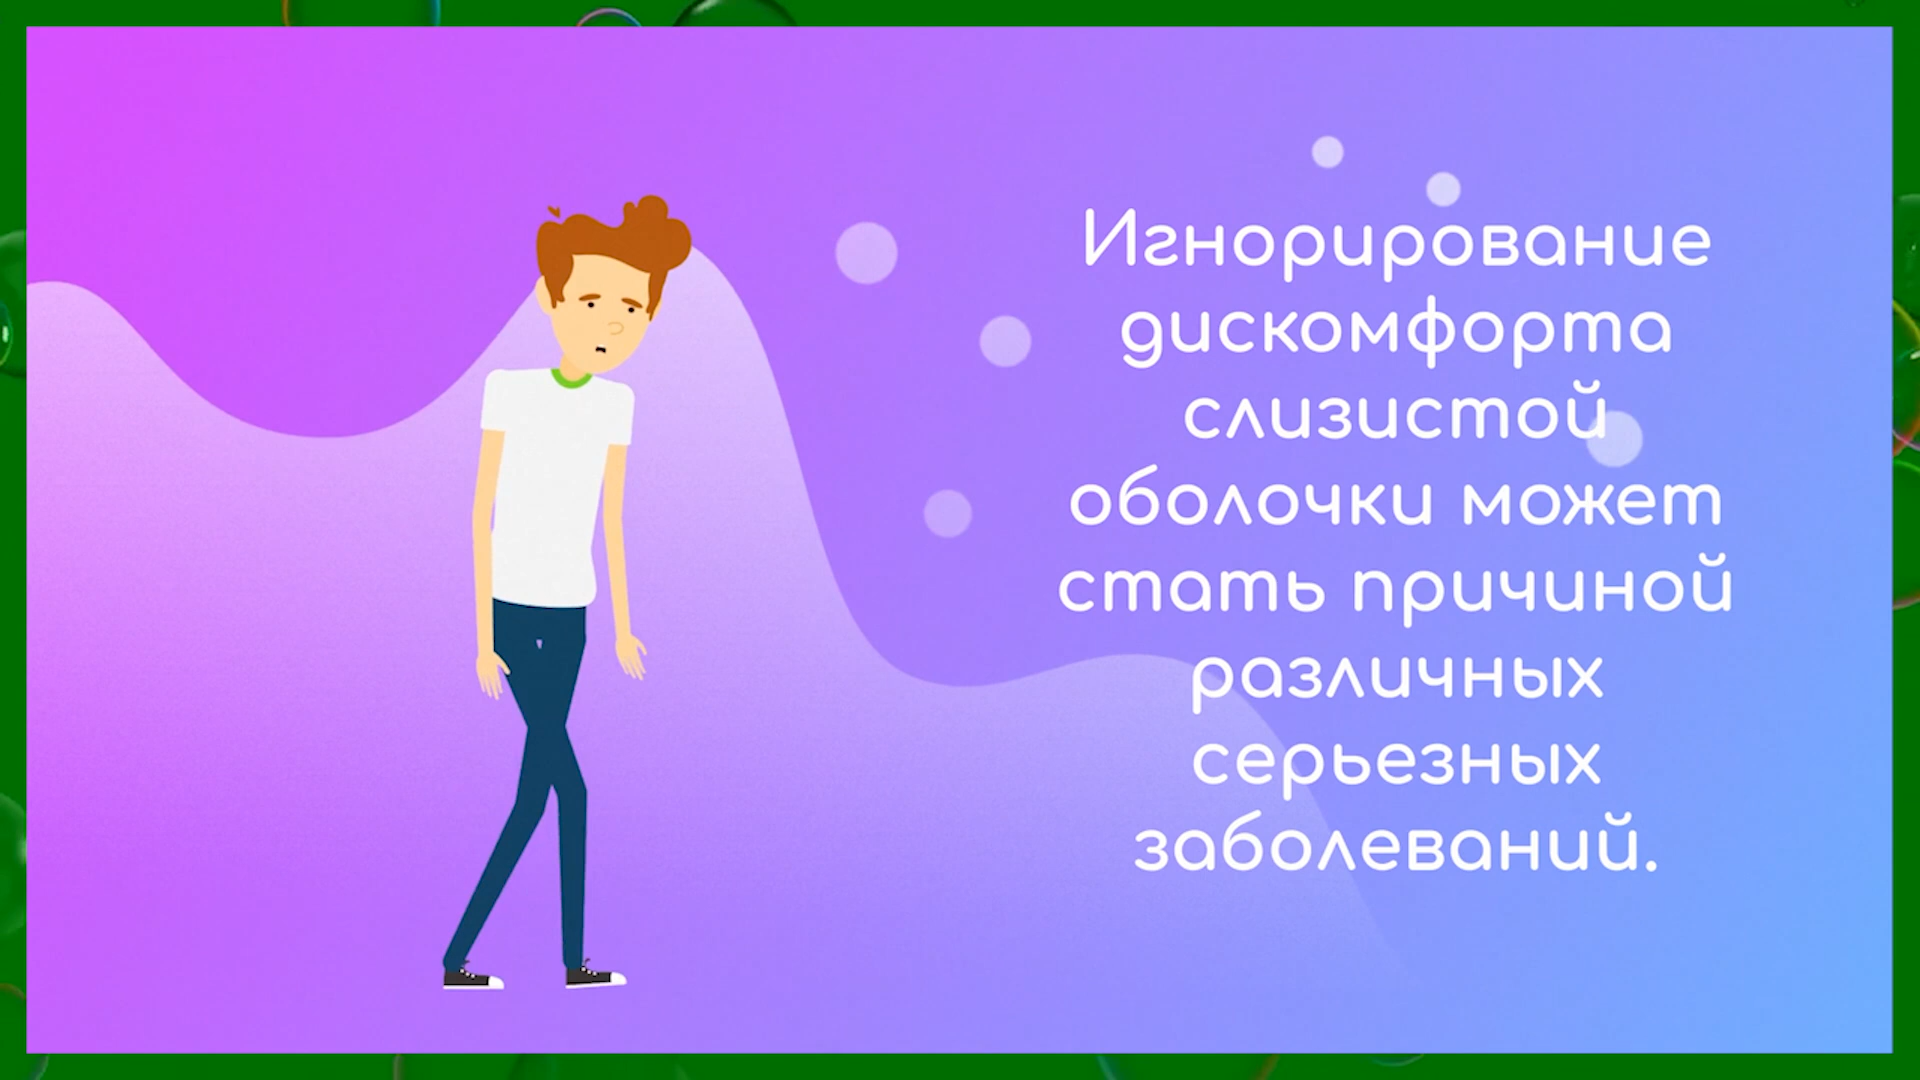 Игнорирование
дискомфорта
слизистой
оболочки может
стать причиной
различных
серьезных
заболеваний.